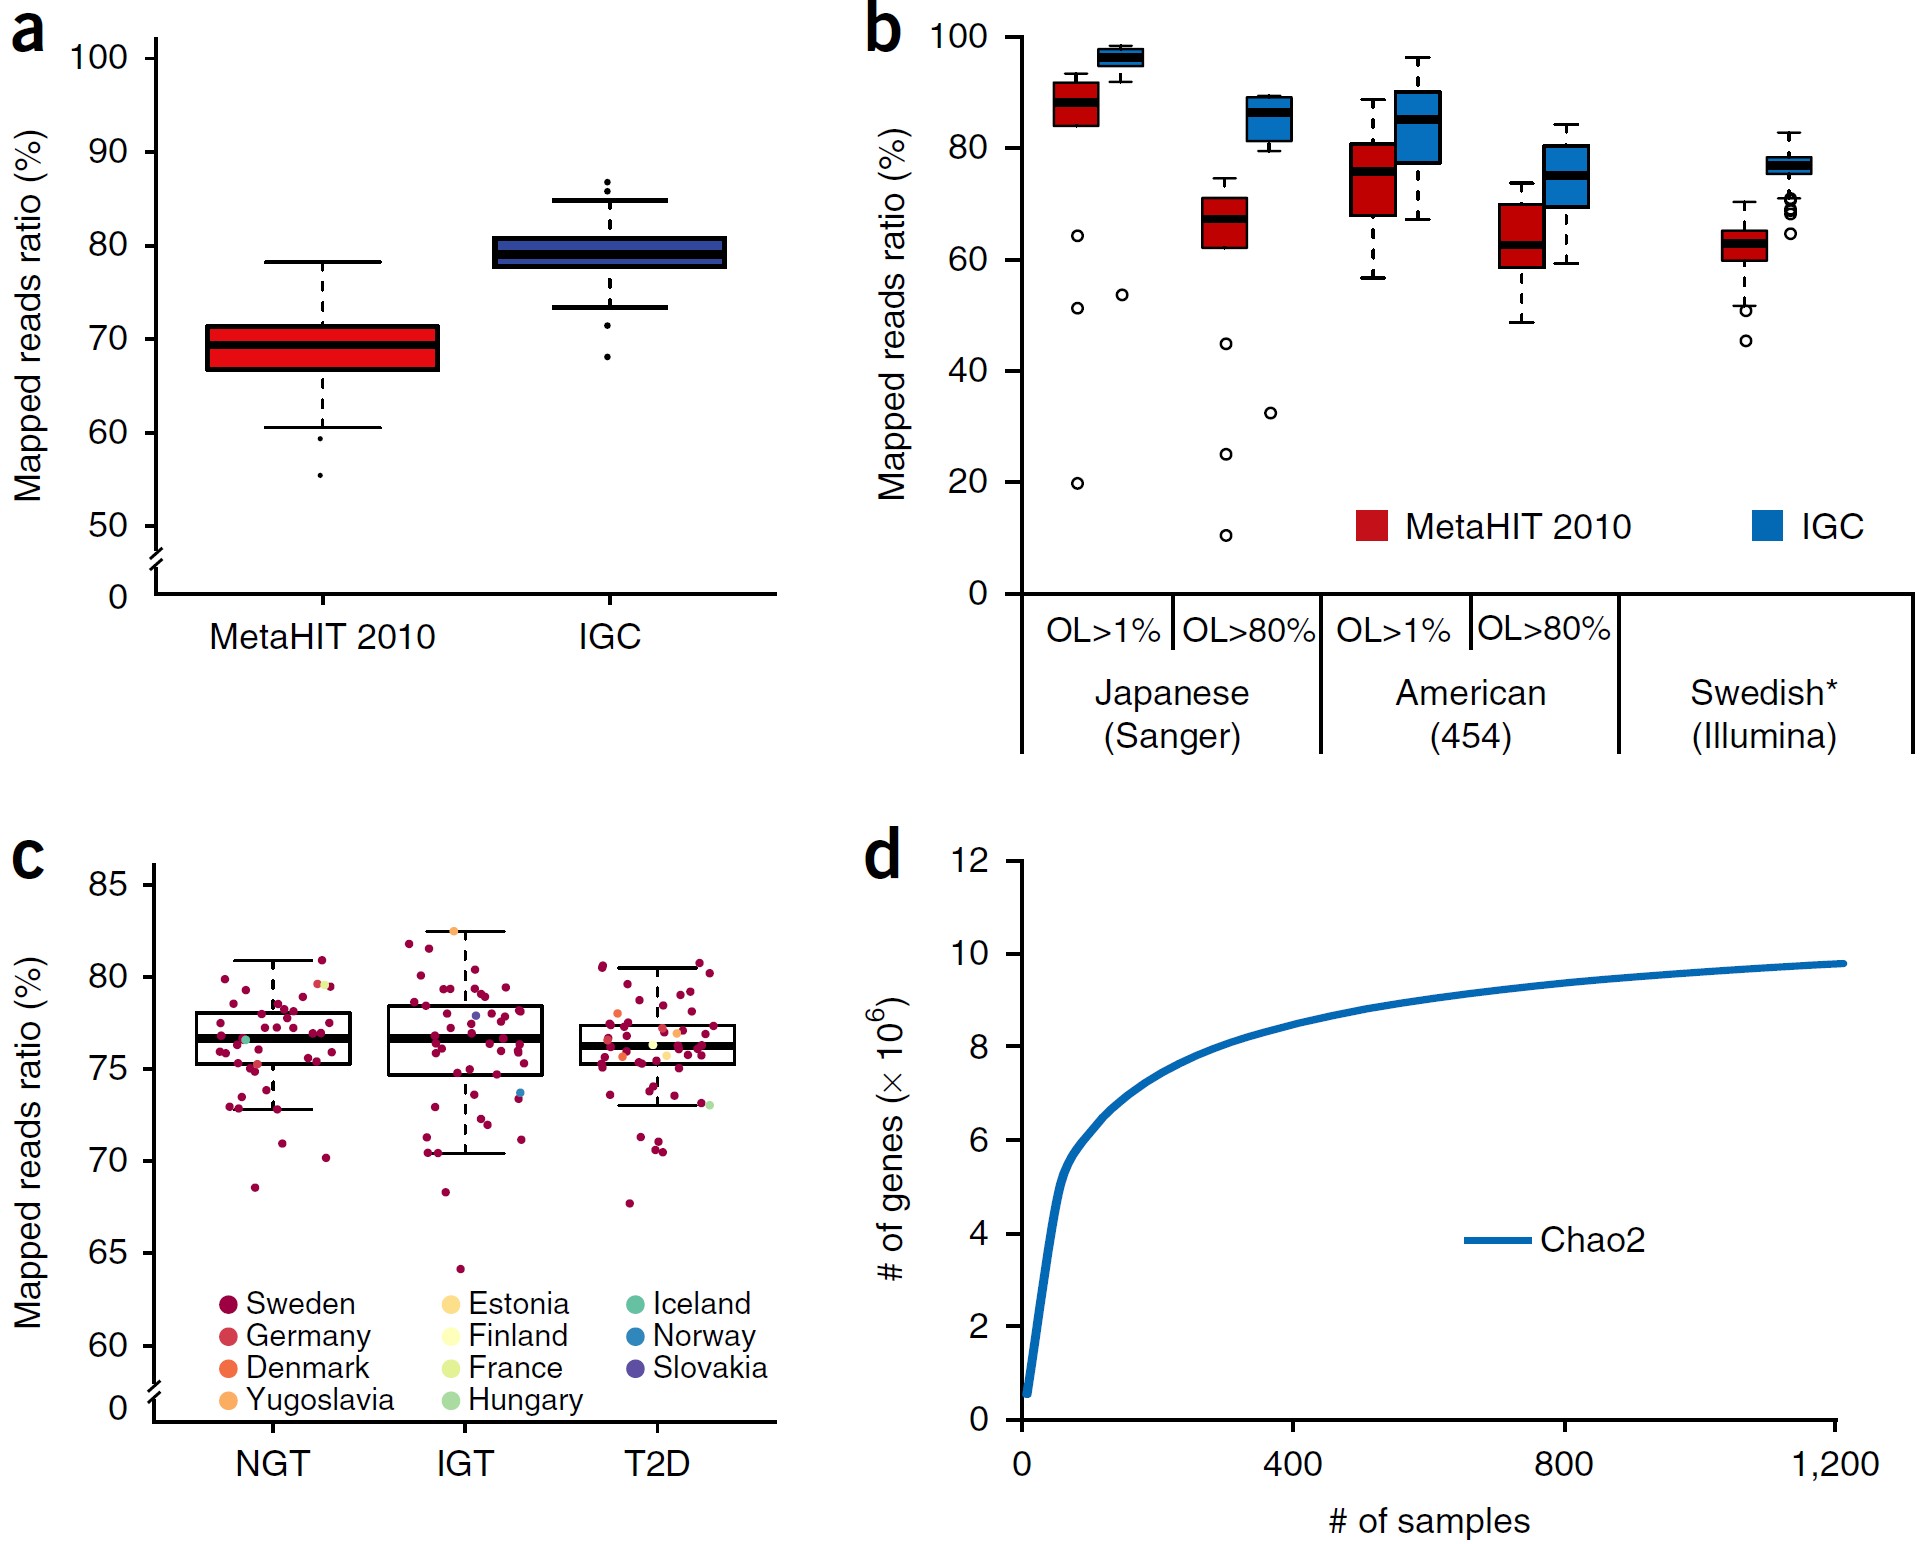 a
100
90
80
70
60
50
0
Mapped reads ratio (%)
MetaHIT 2010
IGC
b
100
80
60
40
20
0
Mapped reads ratio (%)
MetaHIT 2010
IGC
OL>1%
OL>80%
OL>1%
OL>80%
Japanese
(Sanger)
American
(454)
Swedish*
(Illumina)
c
85
80
75
70
65
60
0
Mapped reads ratio (%)
Sweden
Germany
Denmark
Yugoslavia
Estonia
Finland
France
Hungary
Iceland
Norway
Slovakia
NGT
IGT
T2D
d
12
10
8
6
4
2
0
# of genes (× 10⁶)
Chao2
0
400
800
1,200
# of samples